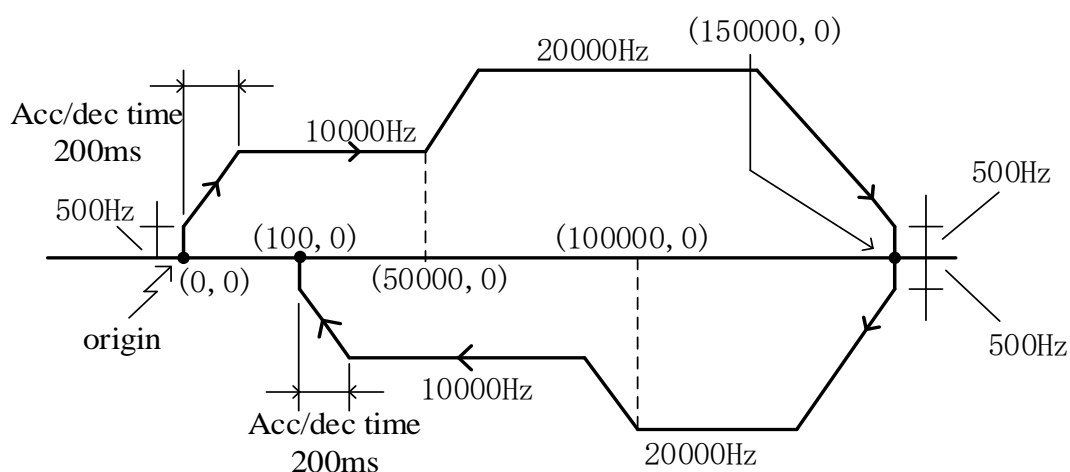 20000Hz
(150000,0)
Acc/dec time
200ms
10000Hz
500Hz
500Hz
(100,0)
(100000,0)
(0,0)
(50000,0)
origin
500Hz
10000Hz
Acc/dec time
200ms
20000Hz